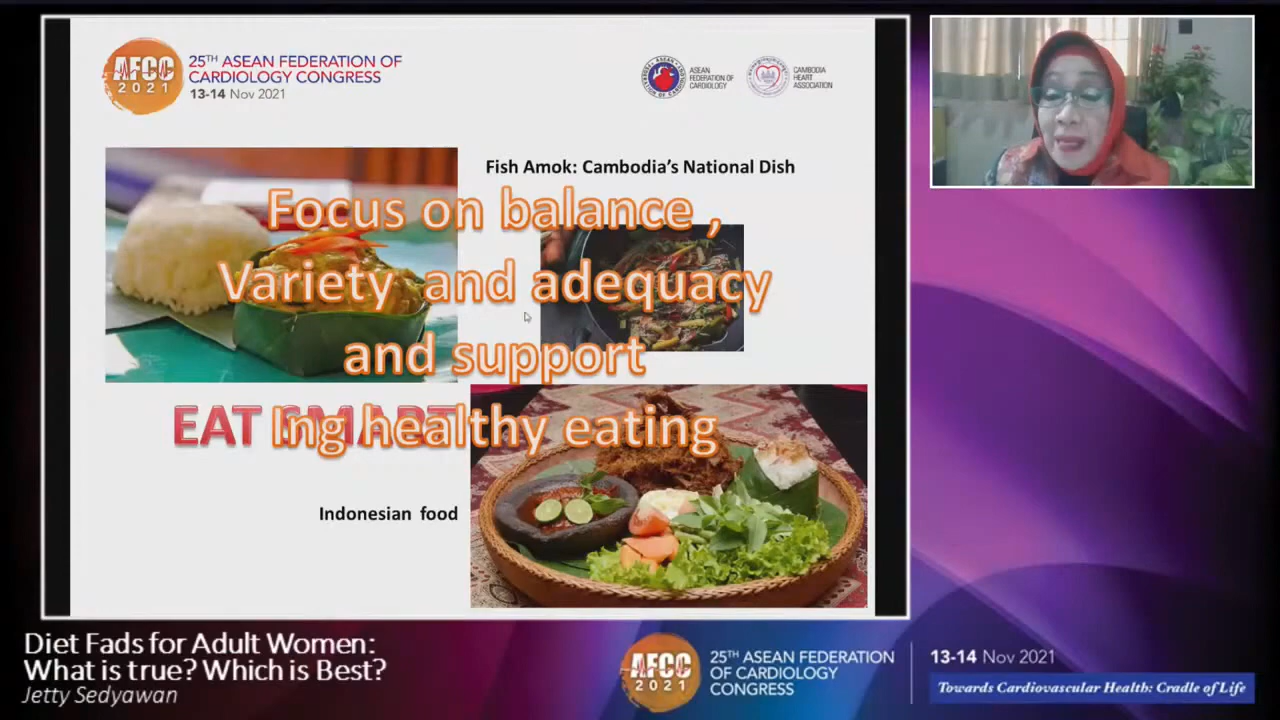 AFCC
2021
25TH ASEAN FEDERATION OF
CARDIOLOGY CONGRESS
13-14 Nov 2021
ASEAN
FEDERATION OF
CARDIOLOGY
CAMBODIA
HEART
ASSOCIATION
Fish Amok: Cambodia's National Dish
Focus on balance ,
Variety and adequacy
and support
Ing healthy eating
EAT SMART
Indonesian food
Diet Fads for Adult Women:
What is true? Which is Best?
Jetty Sedyawan
AFCC
2021
25TH ASEAN FEDERATION
OF CARDIOLOGY
CONGRESS
13-14 Nov 2021
Towards Cardiovascular Health: Cradle of Life